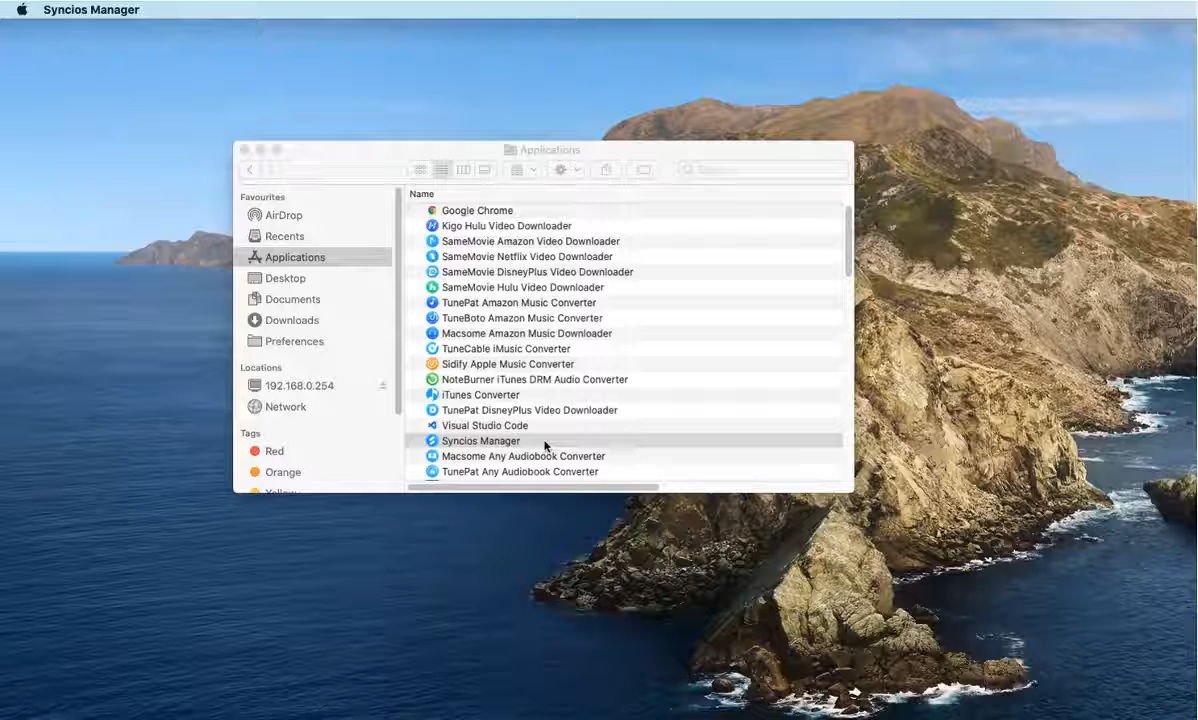 Syncios Manager
Applications
Search
Favourites
AirDrop
Recents
Applications
Desktop
Documents
Downloads
Preferences
Locations
192.168.0.254
Network
Tags
Red
Orange
Yellow
Name
Google Chrome
Kigo Hulu Video Downloader
SameMovie Amazon Video Downloader
SameMovie Netflix Video Downloader
SameMovie DisneyPlus Video Downloader
SameMovie Hulu Video Downloader
TunePat Amazon Music Converter
TuneBoto Amazon Music Converter
Macsome Amazon Music Downloader
TuneCable iMusic Converter
Sidify Apple Music Converter
NoteBurner iTunes DRM Audio Converter
iTunes Converter
TunePat DisneyPlus Video Downloader
Visual Studio Code
Syncios Manager
Macsome Any Audiobook Converter
TunePat Any Audiobook Converter